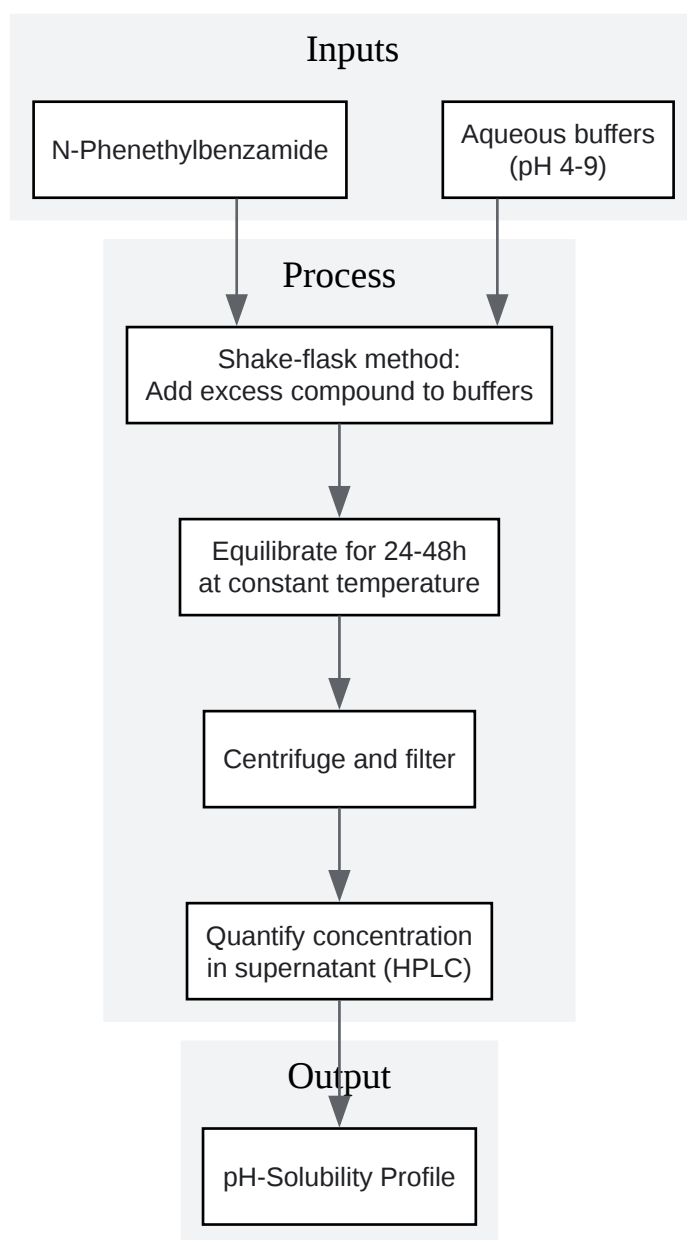 Inputs
N-Phenethylbenzamide
Aqueous buffers
(pH 4-9)
Process
Shake-flask method:
Add excess compound to buffers
Equilibrate for 24-48h
at constant temperature
Centrifuge and filter
Quantify concentration
in supernatant (HPLC)
Output
pH-Solubility Profile